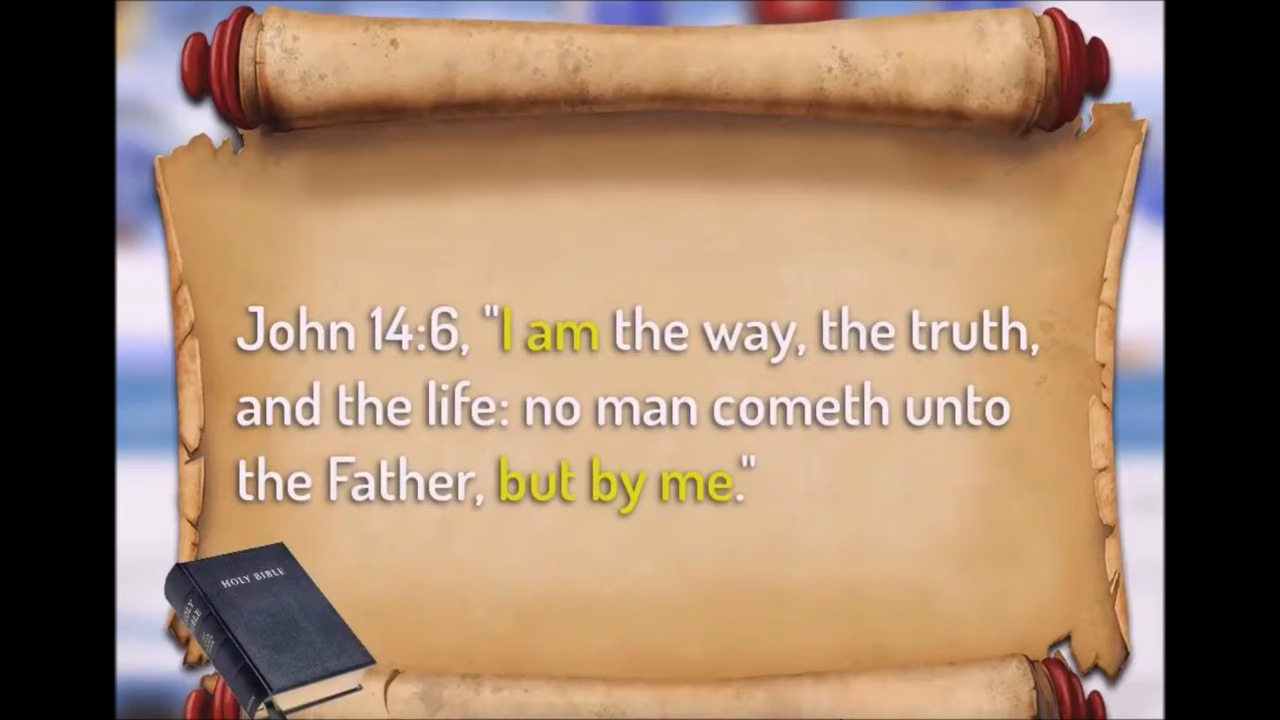 John 14:6, "I am the way, the truth,
and the life: no man cometh unto
the Father, but by me."
HOLY BIBLE